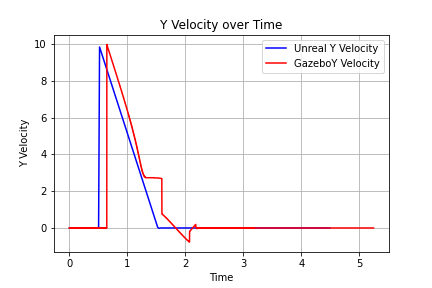 Y Velocity over Time
Unreal Y Velocity
GazeboY Velocity
Y Velocity
10
8
6
4
2
0
0 1 2 3 4 5
Time